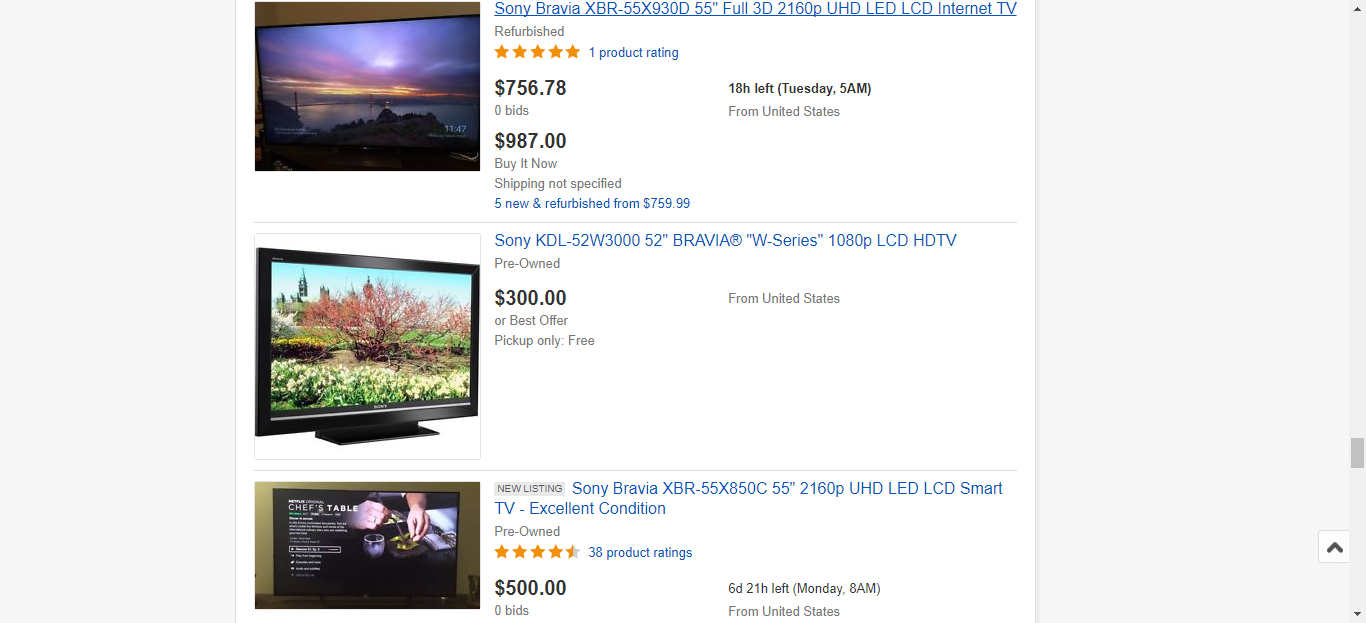 Sony Bravia XBR-55X930D 55" Full 3D 2160p UHD LED LCD Internet TV
Refurbished
1 product rating
$756.78
18h left (Tuesday, 5AM)
0 bids
From United States
11:47
$987.00
Buy It Now
Shipping not specified
5 new & refurbished from $759.99
Sony KDL-52W3000 52" BRAVIA® "W-Series" 1080p LCD HDTV
Pre-Owned
$300.00
From United States
or Best Offer
Pickup only: Free
SONY
NEW LISTING Sony Bravia XBR-55X850C 55" 2160p UHD LED LCD Smart
TV - Excellent Condition
Pre-Owned
38 product ratings
NETFLIX ORIGINAL
CHEF'S TABLE
$500.00
6d 21h left (Monday, 8AM)
0 bids
From United States